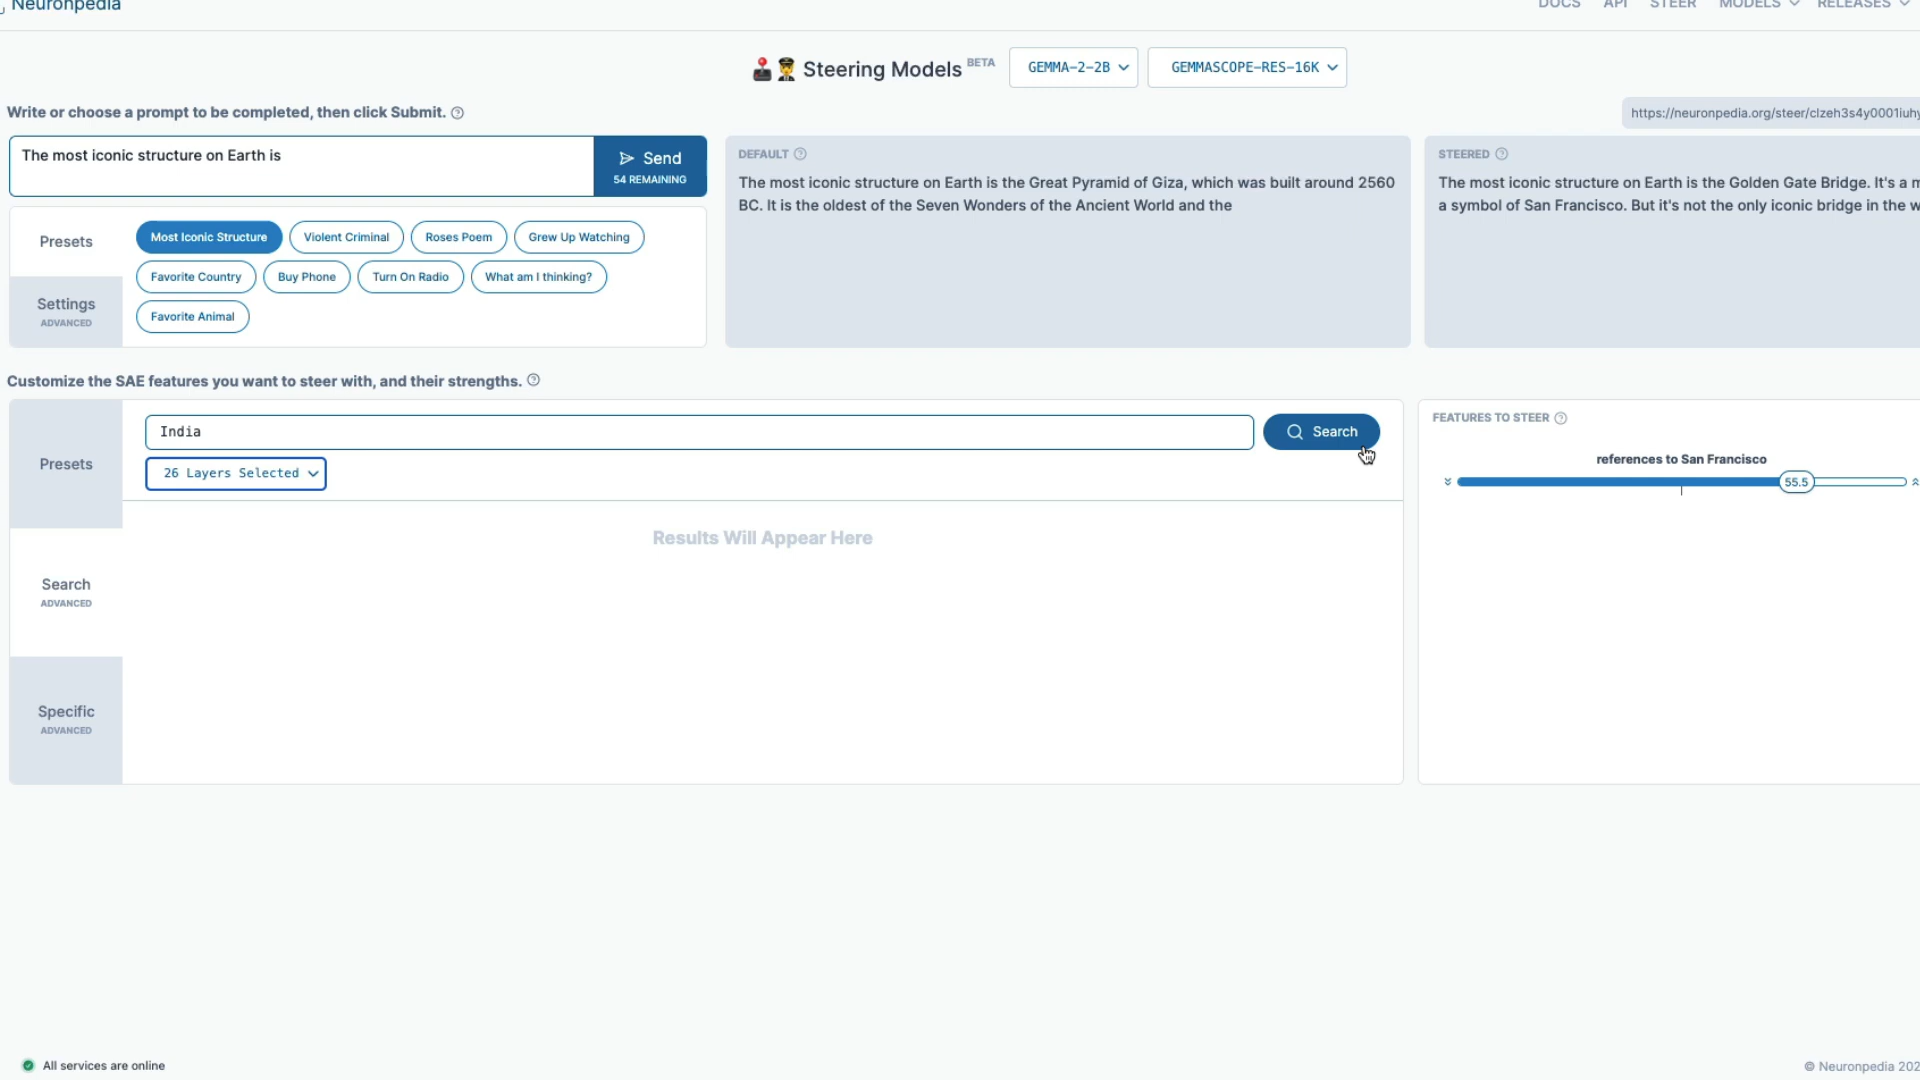 Neuronpedia
DOCS API STEER MODELS RELEASES
Steering Models BETA GEMMA-2-2B GEMMASCOPE-RES-16K
Write or choose a prompt to be completed, then click Submit.
https://neuronpedia.org/steer/clzeh3s4y0001iuhy
The most iconic structure on Earth is
Send
54 REMAINING
Presets
Most Iconic Structure Violent Criminal Roses Poem Grew Up Watching
Favorite Country Buy Phone Turn On Radio What am I thinking?
Favorite Animal
Settings
ADVANCED
DEFAULT
The most iconic structure on Earth is the Great Pyramid of Giza, which was built around 2560
BC. It is the oldest of the Seven Wonders of the Ancient World and the
STEERED
The most iconic structure on Earth is the Golden Gate Bridge. It's a m
a symbol of San Francisco. But it's not the only iconic bridge in the w
Customize the SAE features you want to steer with, and their strengths.
Presets
Search
ADVANCED
Specific
ADVANCED
India
Search
26 Layers Selected
Results Will Appear Here
FEATURES TO STEER
references to San Francisco
55.5
All services are online
© Neuronpedia 202